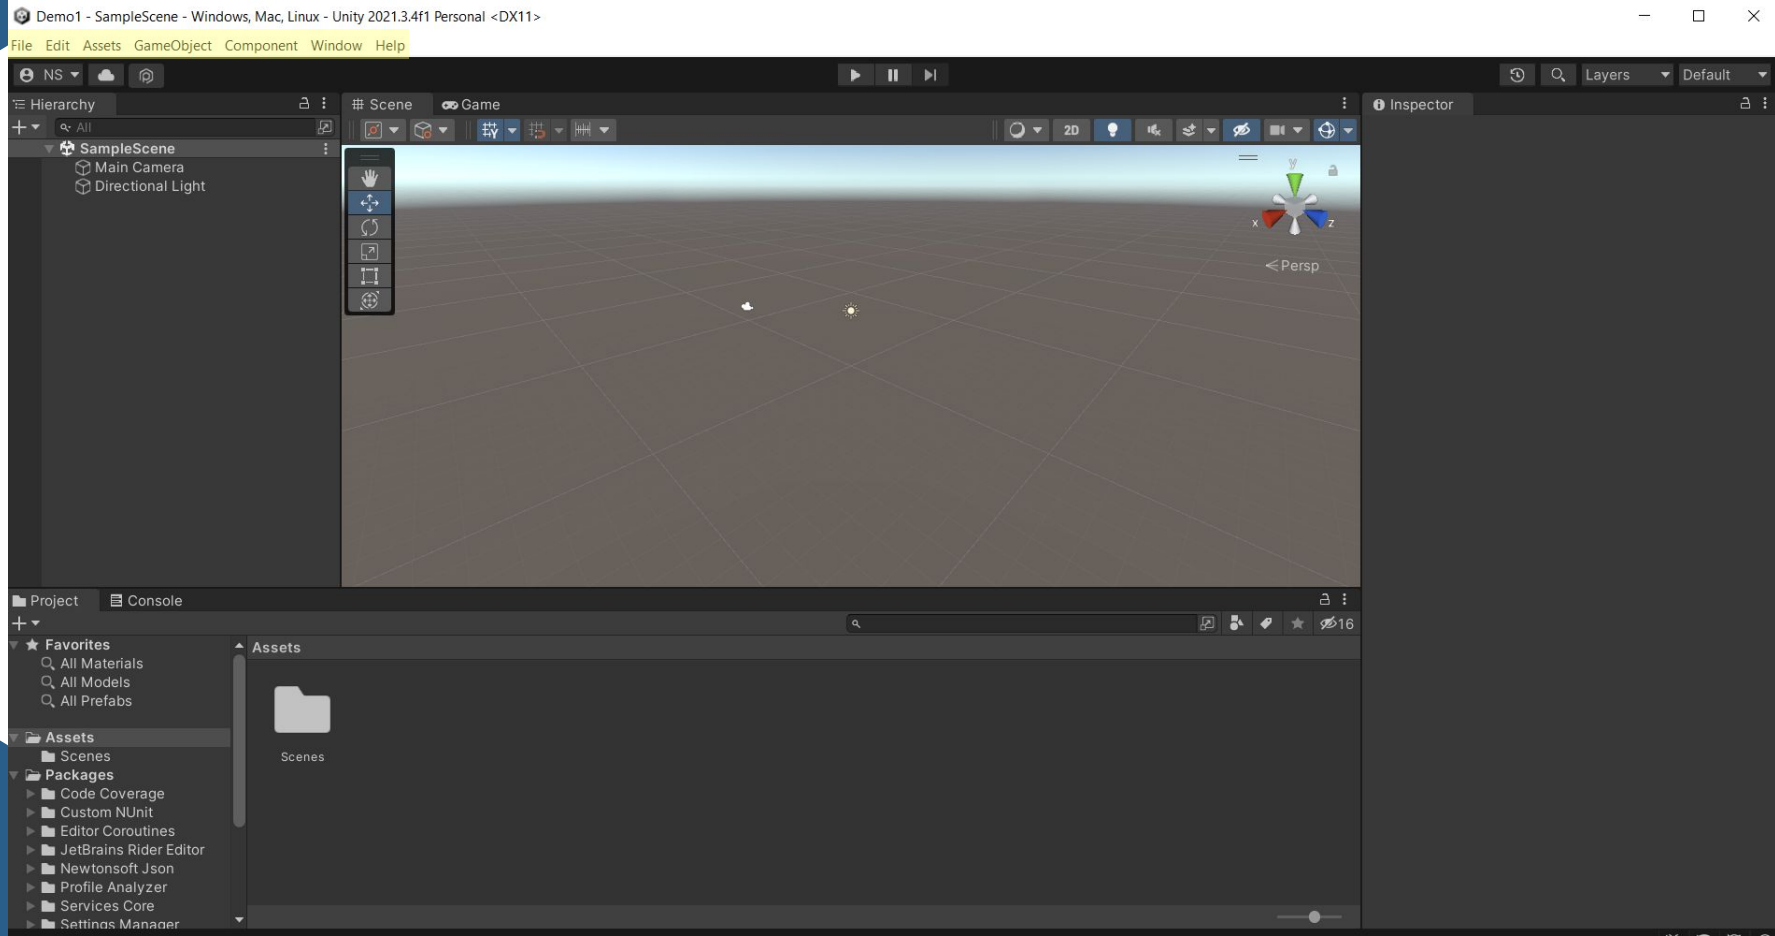 Demo1 - SampleScene - Windows, Mac, Linux - Unity 2021.3.4f1 Personal <DX11>
File Edit Assets GameObject Component Window Help
NS Layers Default
Hierarchy Scene Game Inspector
All 2D
SampleScene
Main Camera
Directional Light
y
x z
Persp
Project Console
16
Favorites Assets
All Materials
All Models
All Prefabs
Assets
Scenes Scenes
Packages
Code Coverage
Custom NUnit
Editor Coroutines
JetBrains Rider Editor
Newtonsoft Json
Profile Analyzer
Services Core
Settings Manager